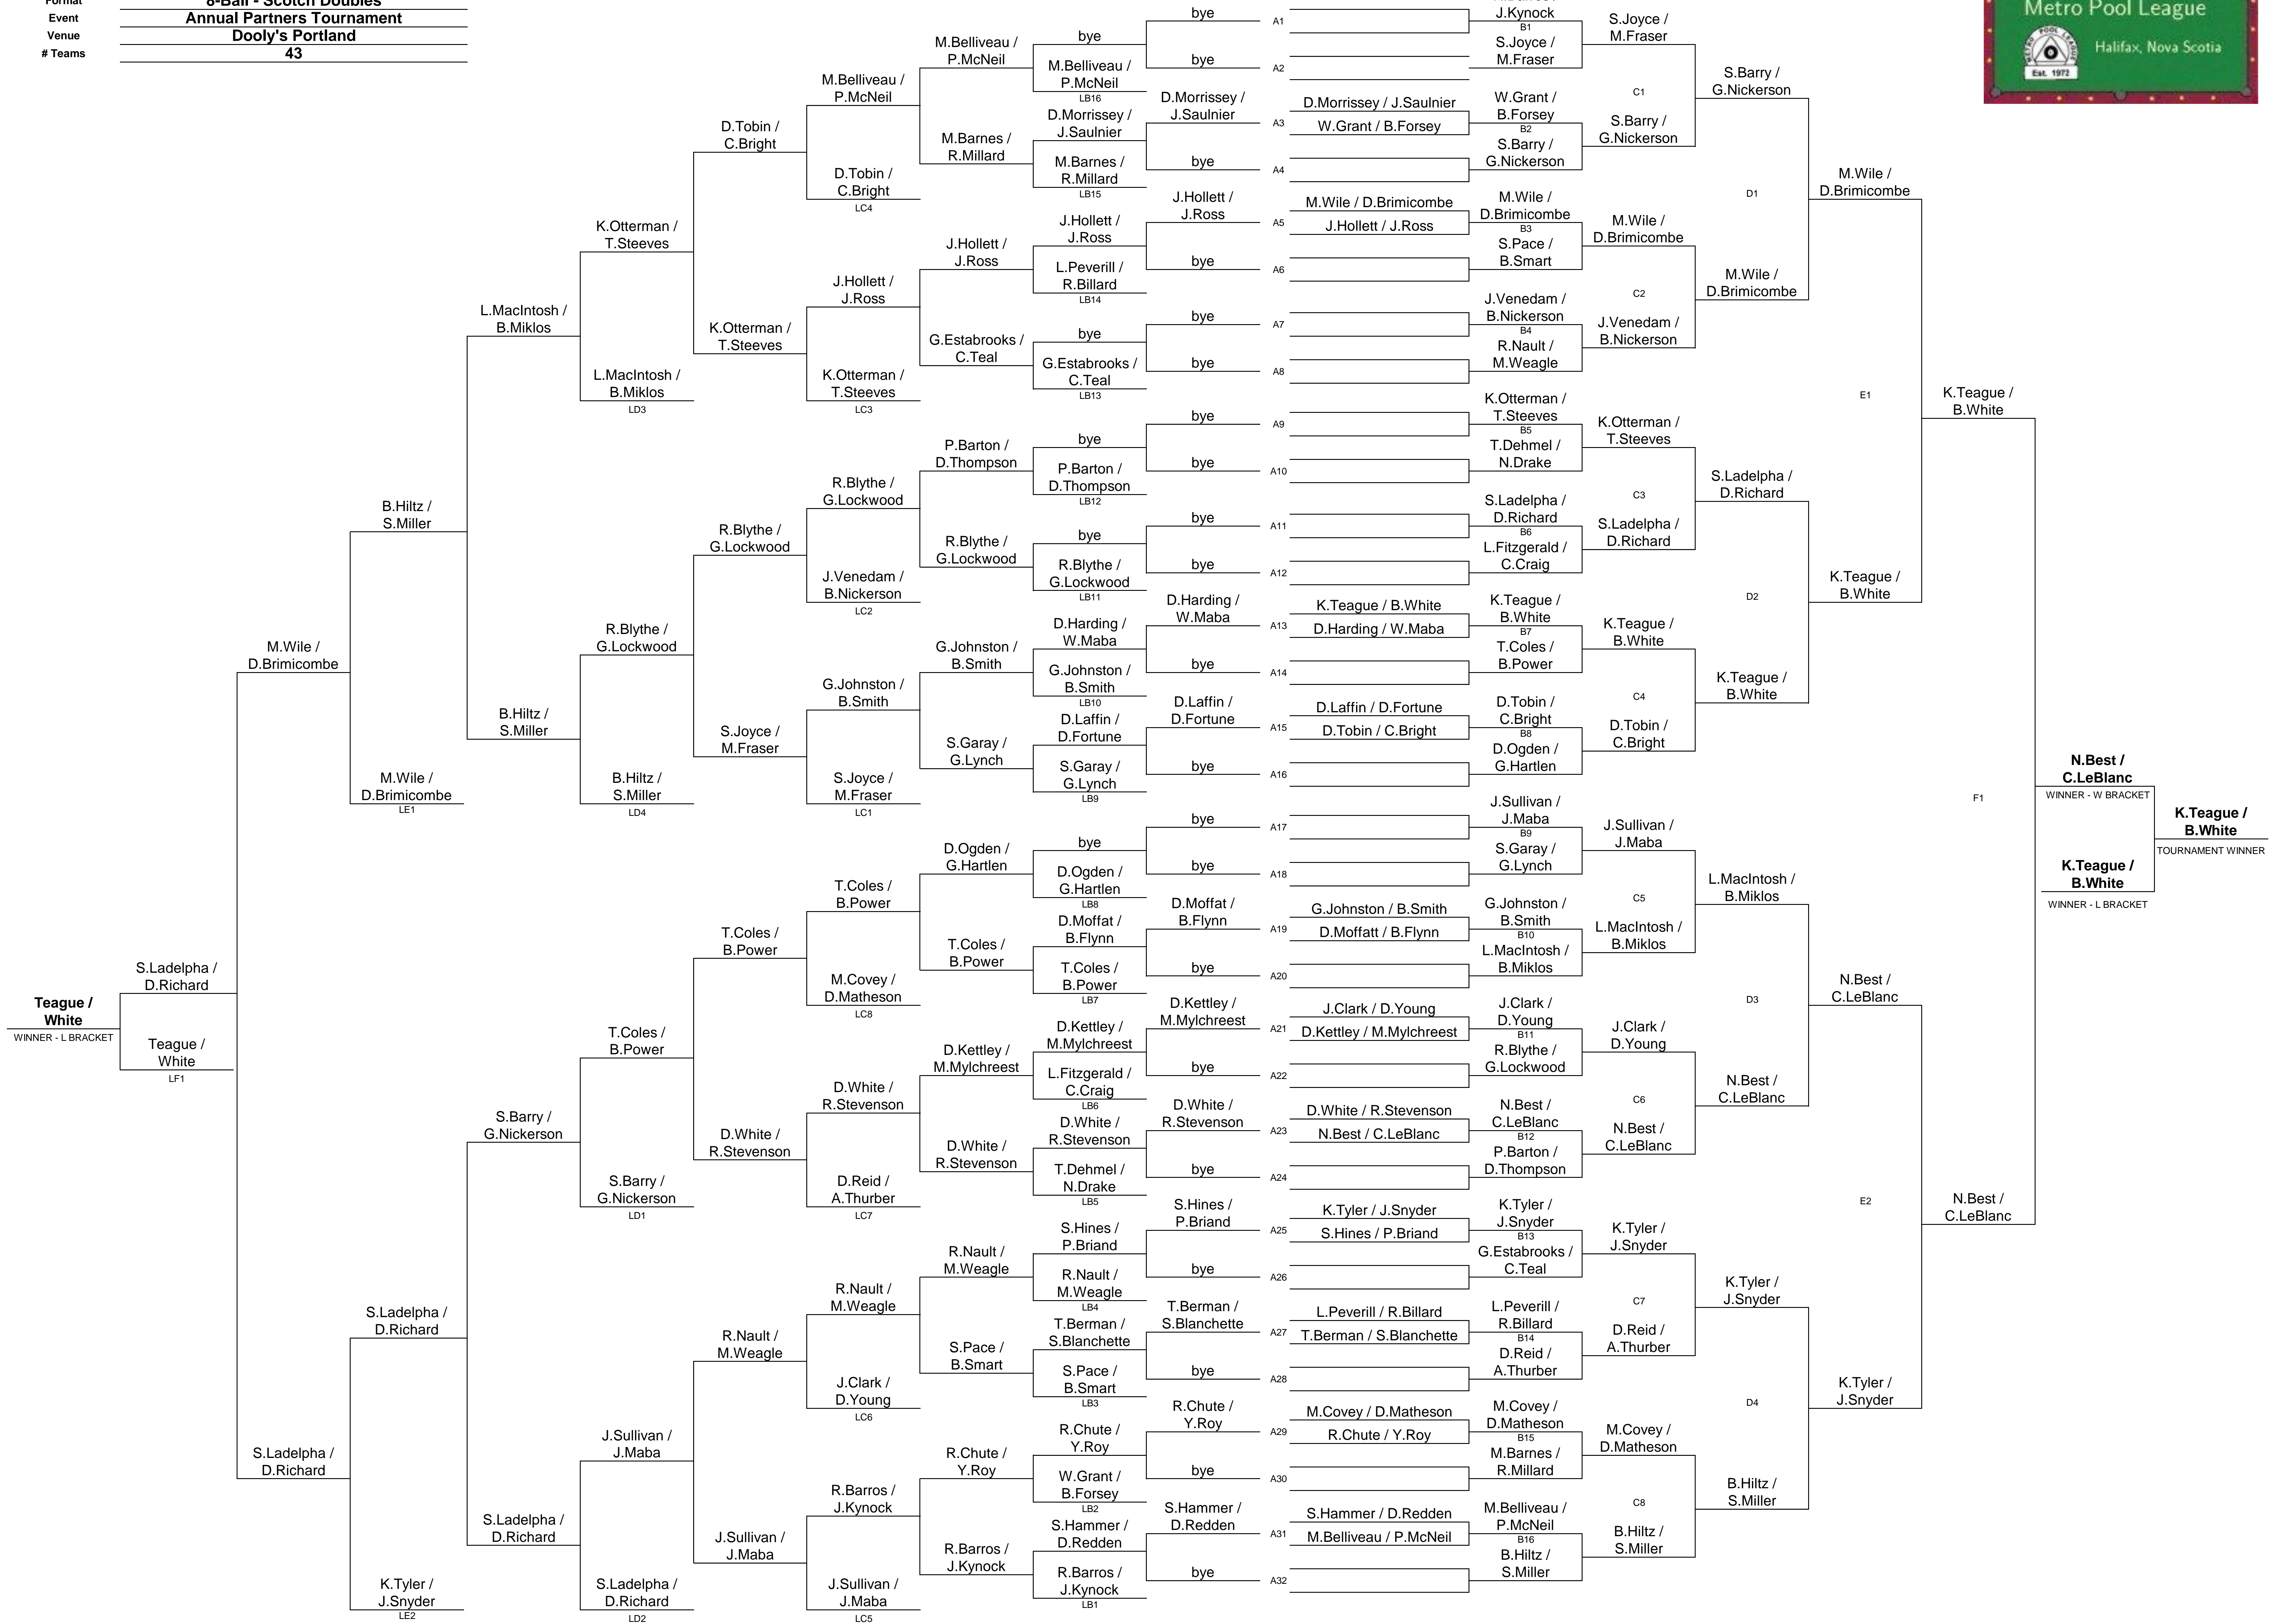 Format
8-Ball - Scotch Doubles
Event
Annual Partners Tournament
Venue
Dooly's Portland
# Teams
43
Metro Pool League
Halifax, Nova Scotia
METRO POOL LEAGUE
Est. 1972
Teague /
White
WINNER - L BRACKET
S.Ladelpha /
D.Richard
Teague /
White
LF1
M.Wile /
D.Brimicombe
S.Ladelpha /
D.Richard
B.Hiltz /
S.Miller
M.Wile /
D.Brimicombe
LE1
S.Ladelpha /
D.Richard
K.Tyler /
J.Snyder
LE2
L.MacIntosh /
B.Miklos
B.Hiltz /
S.Miller
S.Barry /
G.Nickerson
S.Ladelpha /
D.Richard
K.Otterman /
T.Steeves
L.MacIntosh /
B.Miklos
LD3
R.Blythe /
G.Lockwood
B.Hiltz /
S.Miller
LD4
T.Coles /
B.Power
S.Barry /
G.Nickerson
LD1
J.Sullivan /
J.Maba
S.Ladelpha /
D.Richard
LD2
D.Tobin /
C.Bright
K.Otterman /
T.Steeves
R.Blythe /
G.Lockwood
S.Joyce /
M.Fraser
T.Coles /
B.Power
D.White /
R.Stevenson
R.Nault /
M.Weagle
J.Sullivan /
J.Maba
M.Belliveau /
P.McNeil
D.Tobin /
C.Bright
LC4
J.Hollett /
J.Ross
K.Otterman /
T.Steeves
LC3
R.Blythe /
G.Lockwood
J.Venedam /
B.Nickerson
LC2
G.Johnston /
B.Smith
S.Joyce /
M.Fraser
LC1
T.Coles /
B.Power
M.Covey /
D.Matheson
LC8
D.White /
R.Stevenson
D.Reid /
A.Thurber
LC7
R.Nault /
M.Weagle
J.Clark /
D.Young
LC6
R.Barros /
J.Kynock
J.Sullivan /
J.Maba
LC5
M.Belliveau /
P.McNeil
M.Barnes /
R.Millard
J.Hollett /
J.Ross
G.Estabrooks /
C.Teal
P.Barton /
D.Thompson
R.Blythe /
G.Lockwood
G.Johnston /
B.Smith
S.Garay /
G.Lynch
D.Ogden /
G.Hartlen
T.Coles /
B.Power
D.Kettley /
M.Mylchreest
D.White /
R.Stevenson
R.Nault /
M.Weagle
S.Pace /
B.Smart
R.Chute /
Y.Roy
R.Barros /
J.Kynock
bye
M.Belliveau /
P.McNeil
LB16
D.Morrissey /
J.Saulnier
M.Barnes /
R.Millard
LB15
J.Hollett /
J.Ross
L.Peverill /
R.Billard
LB14
bye
G.Estabrooks /
C.Teal
LB13
bye
P.Barton /
D.Thompson
LB12
bye
R.Blythe /
G.Lockwood
LB11
D.Harding /
W.Maba
G.Johnston /
B.Smith
LB10
D.Laffin /
D.Fortune
S.Garay /
G.Lynch
LB9
bye
D.Ogden /
G.Hartlen
LB8
D.Moffat /
B.Flynn
T.Coles /
B.Power
LB7
D.Kettley /
M.Mylchreest
L.Fitzgerald /
C.Craig
LB6
D.White /
R.Stevenson
T.Dehmel /
N.Drake
LB5
S.Hines /
P.Briand
R.Nault /
M.Weagle
LB4
T.Berman /
S.Blanchette
S.Pace /
B.Smart
LB3
R.Chute /
Y.Roy
W.Grant /
B.Forsey
LB2
S.Hammer /
D.Redden
R.Barros /
J.Kynock
LB1
bye
bye
D.Morrissey /
J.Saulnier
bye
J.Hollett /
J.Ross
bye
bye
bye
bye
bye
bye
bye
D.Harding /
W.Maba
bye
D.Laffin /
D.Fortune
bye
bye
bye
D.Moffat /
B.Flynn
bye
D.Kettley /
M.Mylchreest
bye
D.White /
R.Stevenson
bye
S.Hines /
P.Briand
bye
T.Berman /
S.Blanchette
bye
R.Chute /
Y.Roy
bye
S.Hammer /
D.Redden
bye
A1
A2
A3
A4
A5
A6
A7
A8
A9
A10
A11
A12
A13
A14
A15
A16
A17
A18
A19
A20
A21
A22
A23
A24
A25
A26
A27
A28
A29
A30
A31
A32
D.Morrissey / J.Saulnier
W.Grant / B.Forsey
M.Wile / D.Brimicombe
J.Hollett / J.Ross
K.Teague / B.White
D.Harding / W.Maba
D.Laffin / D.Fortune
D.Tobin / C.Bright
G.Johnston / B.Smith
D.Moffatt / B.Flynn
J.Clark / D.Young
D.Kettley / M.Mylchreest
D.White / R.Stevenson
N.Best / C.LeBlanc
K.Tyler / J.Snyder
S.Hines / P.Briand
L.Peverill / R.Billard
T.Berman / S.Blanchette
M.Covey / D.Matheson
R.Chute / Y.Roy
S.Hammer / D.Redden
M.Belliveau / P.McNeil
J.Kynock
B1
S.Joyce /
M.Fraser
W.Grant /
B.Forsey
B2
S.Barry /
G.Nickerson
M.Wile /
D.Brimicombe
B3
S.Pace /
B.Smart
J.Venedam /
B.Nickerson
B4
R.Nault /
M.Weagle
K.Otterman /
T.Steeves
B5
T.Dehmel /
N.Drake
S.Ladelpha /
D.Richard
B6
L.Fitzgerald /
C.Craig
K.Teague /
B.White
B7
T.Coles /
B.Power
D.Tobin /
C.Bright
B8
D.Ogden /
G.Hartlen
J.Sullivan /
J.Maba
B9
S.Garay /
G.Lynch
G.Johnston /
B.Smith
B10
L.MacIntosh /
B.Miklos
J.Clark /
D.Young
B11
R.Blythe /
G.Lockwood
N.Best /
C.LeBlanc
B12
P.Barton /
D.Thompson
K.Tyler /
J.Snyder
B13
G.Estabrooks /
C.Teal
L.Peverill /
R.Billard
B14
D.Reid /
A.Thurber
M.Covey /
D.Matheson
B15
M.Barnes /
R.Millard
M.Belliveau /
P.McNeil
B16
B.Hiltz /
S.Miller
S.Joyce /
M.Fraser
C1
S.Barry /
G.Nickerson
M.Wile /
D.Brimicombe
C2
J.Venedam /
B.Nickerson
K.Otterman /
T.Steeves
C3
S.Ladelpha /
D.Richard
K.Teague /
B.White
C4
D.Tobin /
C.Bright
J.Sullivan /
J.Maba
C5
L.MacIntosh /
B.Miklos
J.Clark /
D.Young
C6
N.Best /
C.LeBlanc
K.Tyler /
J.Snyder
C7
D.Reid /
A.Thurber
M.Covey /
D.Matheson
C8
B.Hiltz /
S.Miller
S.Barry /
G.Nickerson
D1
M.Wile /
D.Brimicombe
S.Ladelpha /
D.Richard
D2
K.Teague /
B.White
L.MacIntosh /
B.Miklos
D3
N.Best /
C.LeBlanc
K.Tyler /
J.Snyder
D4
B.Hiltz /
S.Miller
M.Wile /
D.Brimicombe
E1
K.Teague /
B.White
N.Best /
C.LeBlanc
E2
K.Tyler /
J.Snyder
K.Teague /
B.White
F1
N.Best /
C.LeBlanc
N.Best /
C.LeBlanc
WINNER - W BRACKET
K.Teague /
B.White
WINNER - L BRACKET
K.Teague /
B.White
TOURNAMENT WINNER